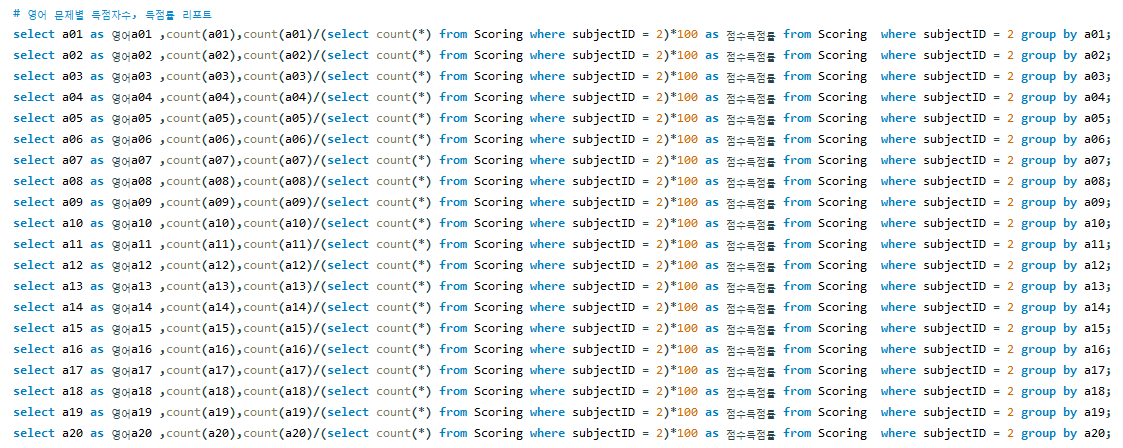 # 영어 문제별 득점자수, 득점률 리포트
select a01 as 영어a01 ,count(a01),count(a01)/(select count(*) from Scoring where subjectID = 2)*100 as 점수득점률 from Scoring  where subjectID = 2 group by a01;
select a02 as 영어a02 ,count(a02),count(a02)/(select count(*) from Scoring where subjectID = 2)*100 as 점수득점률 from Scoring  where subjectID = 2 group by a02;
select a03 as 영어a03 ,count(a03),count(a03)/(select count(*) from Scoring where subjectID = 2)*100 as 점수득점률 from Scoring  where subjectID = 2 group by a03;
select a04 as 영어a04 ,count(a04),count(a04)/(select count(*) from Scoring where subjectID = 2)*100 as 점수득점률 from Scoring  where subjectID = 2 group by a04;
select a05 as 영어a05 ,count(a05),count(a05)/(select count(*) from Scoring where subjectID = 2)*100 as 점수득점률 from Scoring  where subjectID = 2 group by a05;
select a06 as 영어a06 ,count(a06),count(a06)/(select count(*) from Scoring where subjectID = 2)*100 as 점수득점률 from Scoring  where subjectID = 2 group by a06;
select a07 as 영어a07 ,count(a07),count(a07)/(select count(*) from Scoring where subjectID = 2)*100 as 점수득점률 from Scoring  where subjectID = 2 group by a07;
select a08 as 영어a08 ,count(a08),count(a08)/(select count(*) from Scoring where subjectID = 2)*100 as 점수득점률 from Scoring  where subjectID = 2 group by a08;
select a09 as 영어a09 ,count(a09),count(a09)/(select count(*) from Scoring where subjectID = 2)*100 as 점수득점률 from Scoring  where subjectID = 2 group by a09;
select a10 as 영어a10 ,count(a10),count(a10)/(select count(*) from Scoring where subjectID = 2)*100 as 점수득점률 from Scoring  where subjectID = 2 group by a10;
select a11 as 영어a11 ,count(a11),count(a11)/(select count(*) from Scoring where subjectID = 2)*100 as 점수득점률 from Scoring  where subjectID = 2 group by a11;
select a12 as 영어a12 ,count(a12),count(a12)/(select count(*) from Scoring where subjectID = 2)*100 as 점수득점률 from Scoring  where subjectID = 2 group by a12;
select a13 as 영어a13 ,count(a13),count(a13)/(select count(*) from Scoring where subjectID = 2)*100 as 점수득점률 from Scoring  where subjectID = 2 group by a13;
select a14 as 영어a14 ,count(a14),count(a14)/(select count(*) from Scoring where subjectID = 2)*100 as 점수득점률 from Scoring  where subjectID = 2 group by a14;
select a15 as 영어a15 ,count(a15),count(a15)/(select count(*) from Scoring where subjectID = 2)*100 as 점수득점률 from Scoring  where subjectID = 2 group by a15;
select a16 as 영어a16 ,count(a16),count(a16)/(select count(*) from Scoring where subjectID = 2)*100 as 점수득점률 from Scoring  where subjectID = 2 group by a16;
select a17 as 영어a17 ,count(a17),count(a17)/(select count(*) from Scoring where subjectID = 2)*100 as 점수득점률 from Scoring  where subjectID = 2 group by a17;
select a18 as 영어a18 ,count(a18),count(a18)/(select count(*) from Scoring where subjectID = 2)*100 as 점수득점률 from Scoring  where subjectID = 2 group by a18;
select a19 as 영어a19 ,count(a19),count(a19)/(select count(*) from Scoring where subjectID = 2)*100 as 점수득점률 from Scoring  where subjectID = 2 group by a19;
select a20 as 영어a20 ,count(a20),count(a20)/(select count(*) from Scoring where subjectID = 2)*100 as 점수득점률 from Scoring  where subjectID = 2 group by a20;